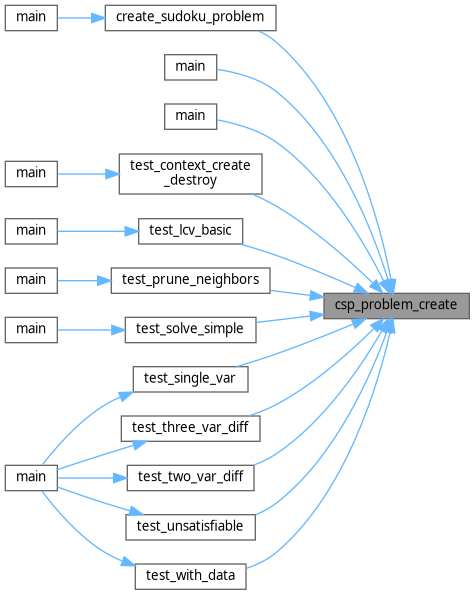 main
create_sudoku_problem
main
main
main
test_context_create
_destroy
main
test_lcv_basic
main
test_prune_neighbors
csp_problem_create
main
test_solve_simple
test_single_var
test_three_var_diff
main
test_two_var_diff
test_unsatisfiable
test_with_data